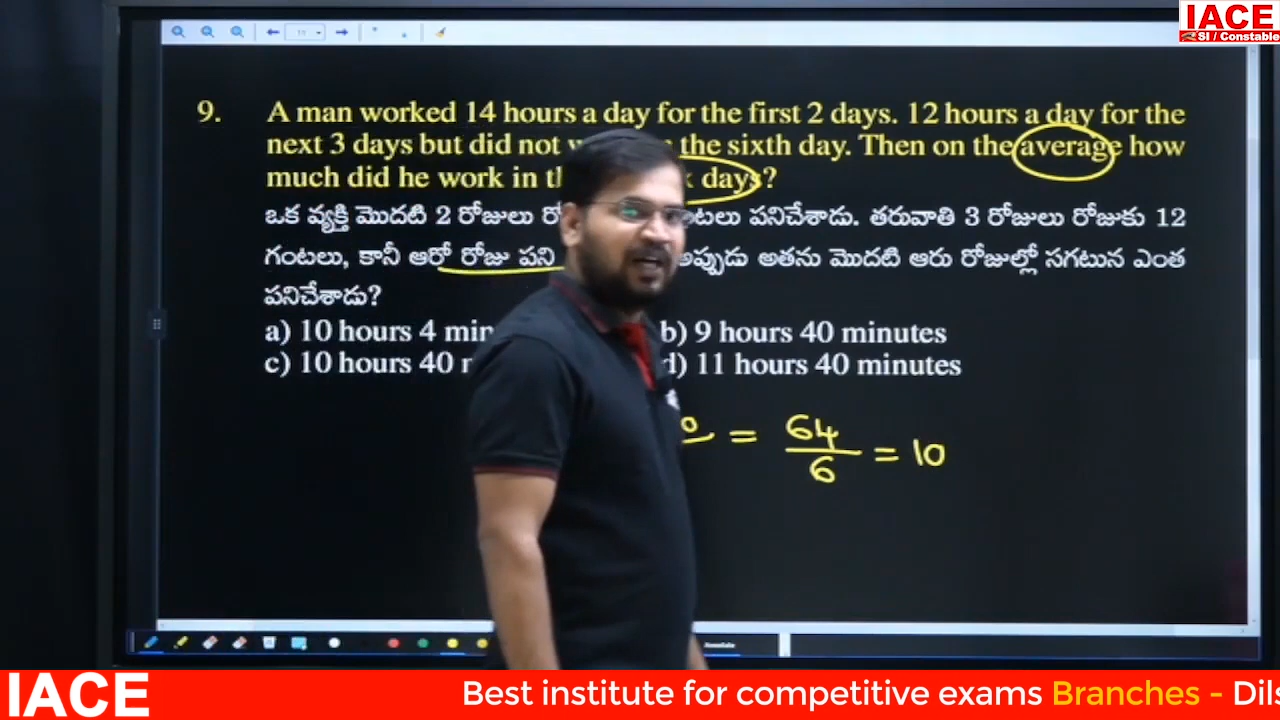 IACE
SI / Constable
9. A man worked 14 hours a day for the first 2 days. 12 hours a day for the
next 3 days but did not the sixth day. Then on the average how
much did he work in days?
ఒక వ్యక్తి మొదటి 2 రోజులు పనిచేశాడు. తరువాతి 3 రోజులు రోజుకు 12
గంటలు, కానీ ఆరో రోజు పని అప్పుడు అతను మొదటి ఆరు రోజుల్లో సగటున ఎంత
పనిచేశాడు?
a) 10 hours 4 b) 9 hours 40 minutes
c) 10 hours 40 d) 11 hours 40 minutes
= 64/6 = 10
IACE
Best institute for competitive exams Branches -